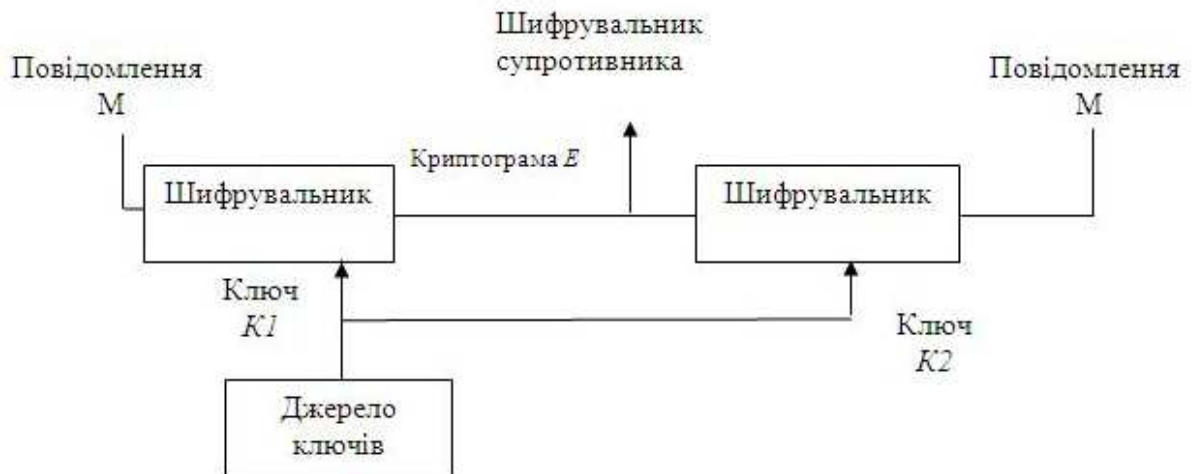 Шифрувальник
супротивника
Повідомлення
М
Повідомлення
М
Криптограма E
Шифрувальник
Шифрувальник
Ключ
K1
Ключ
K2
Джерело
ключів